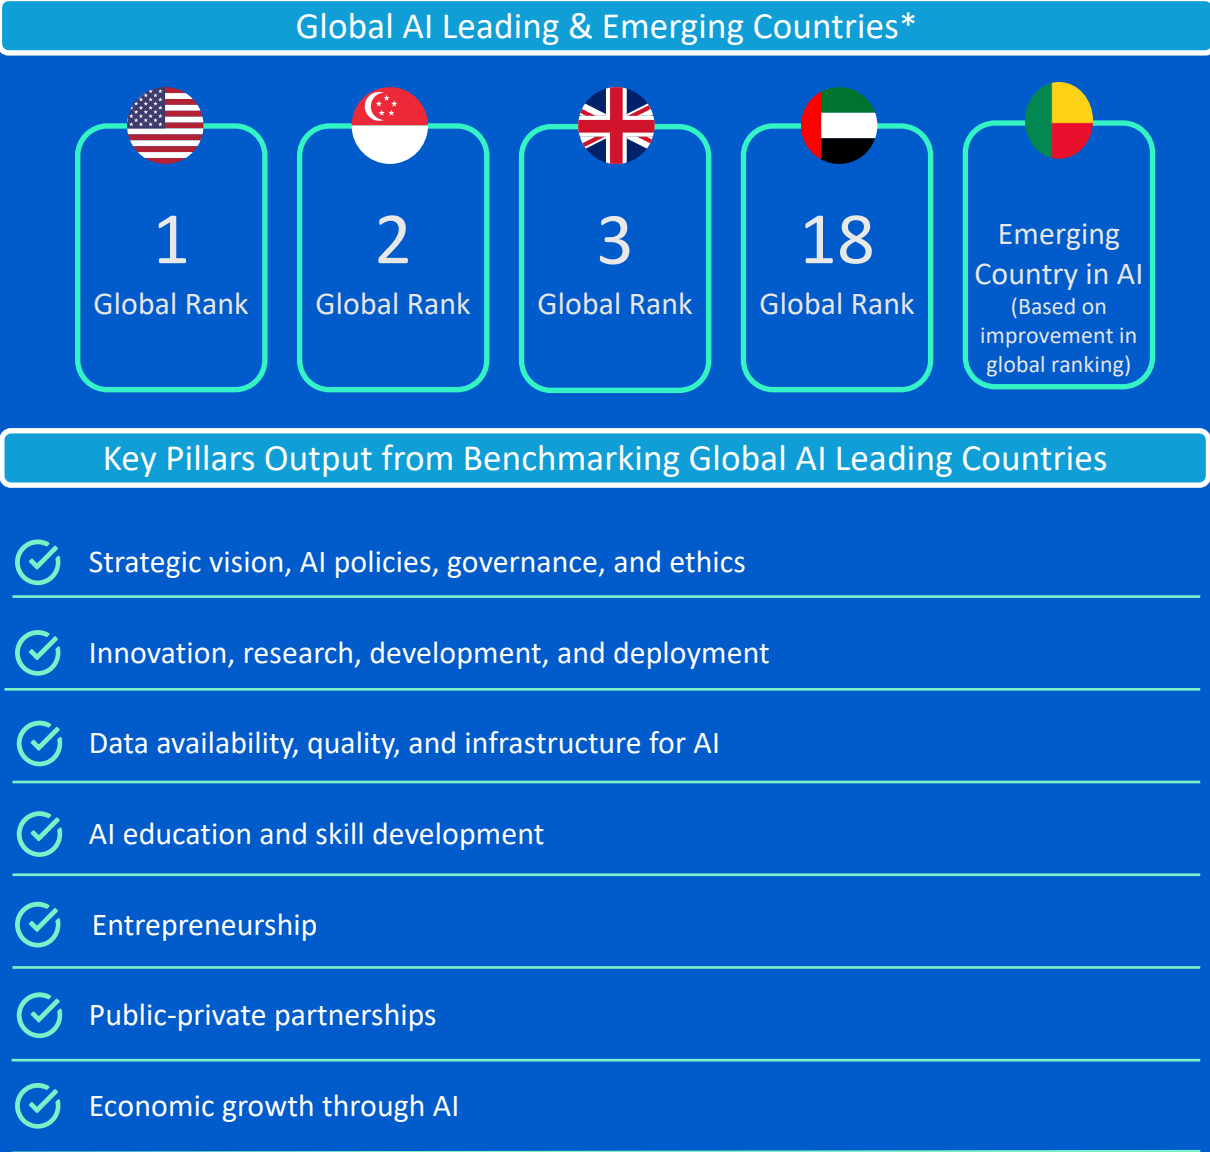 Global AI Leading & Emerging Countries*
1
Global Rank
2
Global Rank
3
Global Rank
18
Global Rank
Emerging
Country in AI
(Based on
improvement in
global ranking)
Key Pillars Output from Benchmarking Global AI Leading Countries
Strategic vision, AI policies, governance, and ethics
Innovation, research, development, and deployment
Data availability, quality, and infrastructure for AI
AI education and skill development
Entrepreneurship
Public-private partnerships
Economic growth through AI